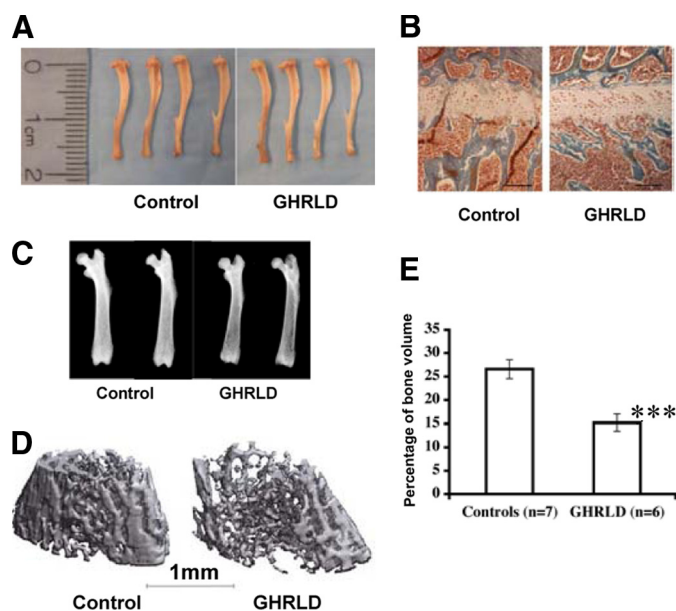 A
0
1
cm
2
Control
GHRLD
B
Control
GHRLD
C
Control
GHRLD
D
1mm
Control
GHRLD
E
Percentage of bone volume
35
30
25
20
15
10
5
0
***
Controls (n=7)
GHRLD (n=6)